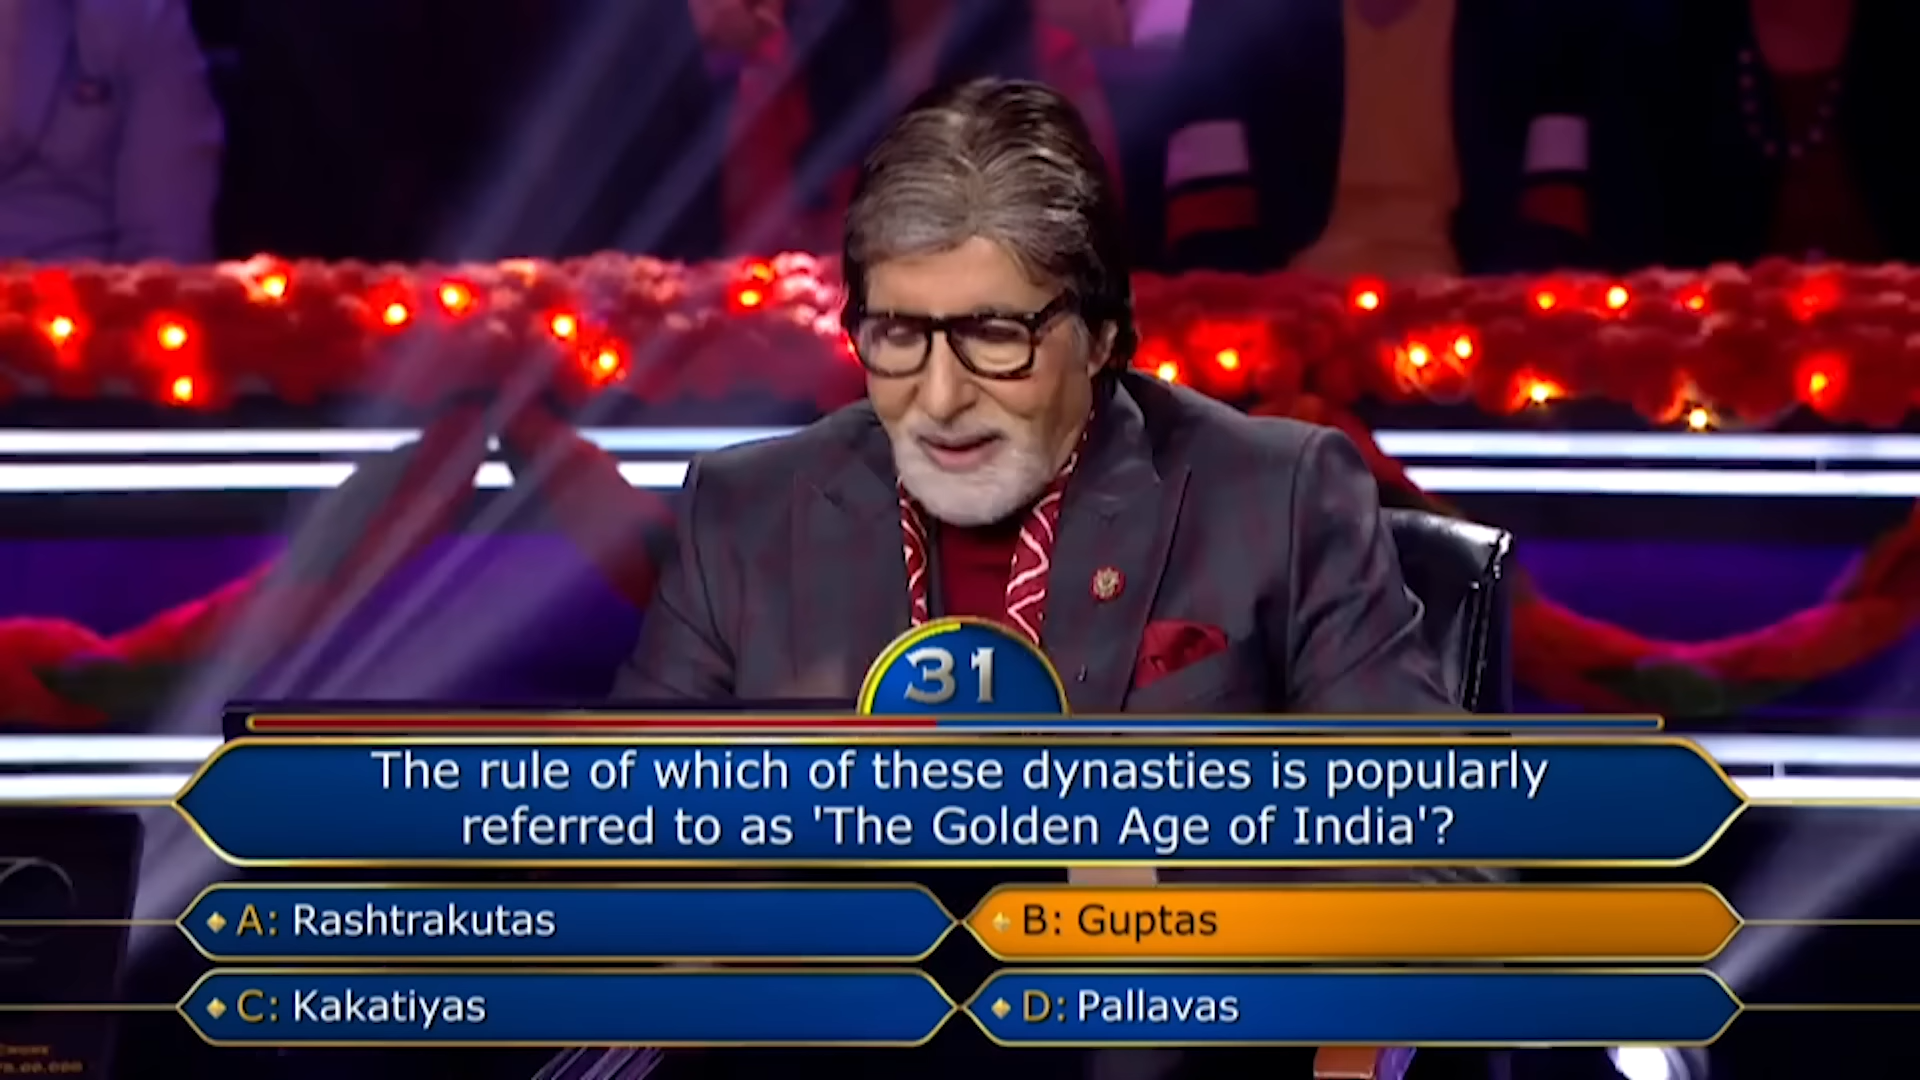 31
The rule of which of these dynasties is popularly
referred to as 'The Golden Age of India'?
A: Rashtrakutas
B: Guptas
C: Kakatiyas
D: Pallavas